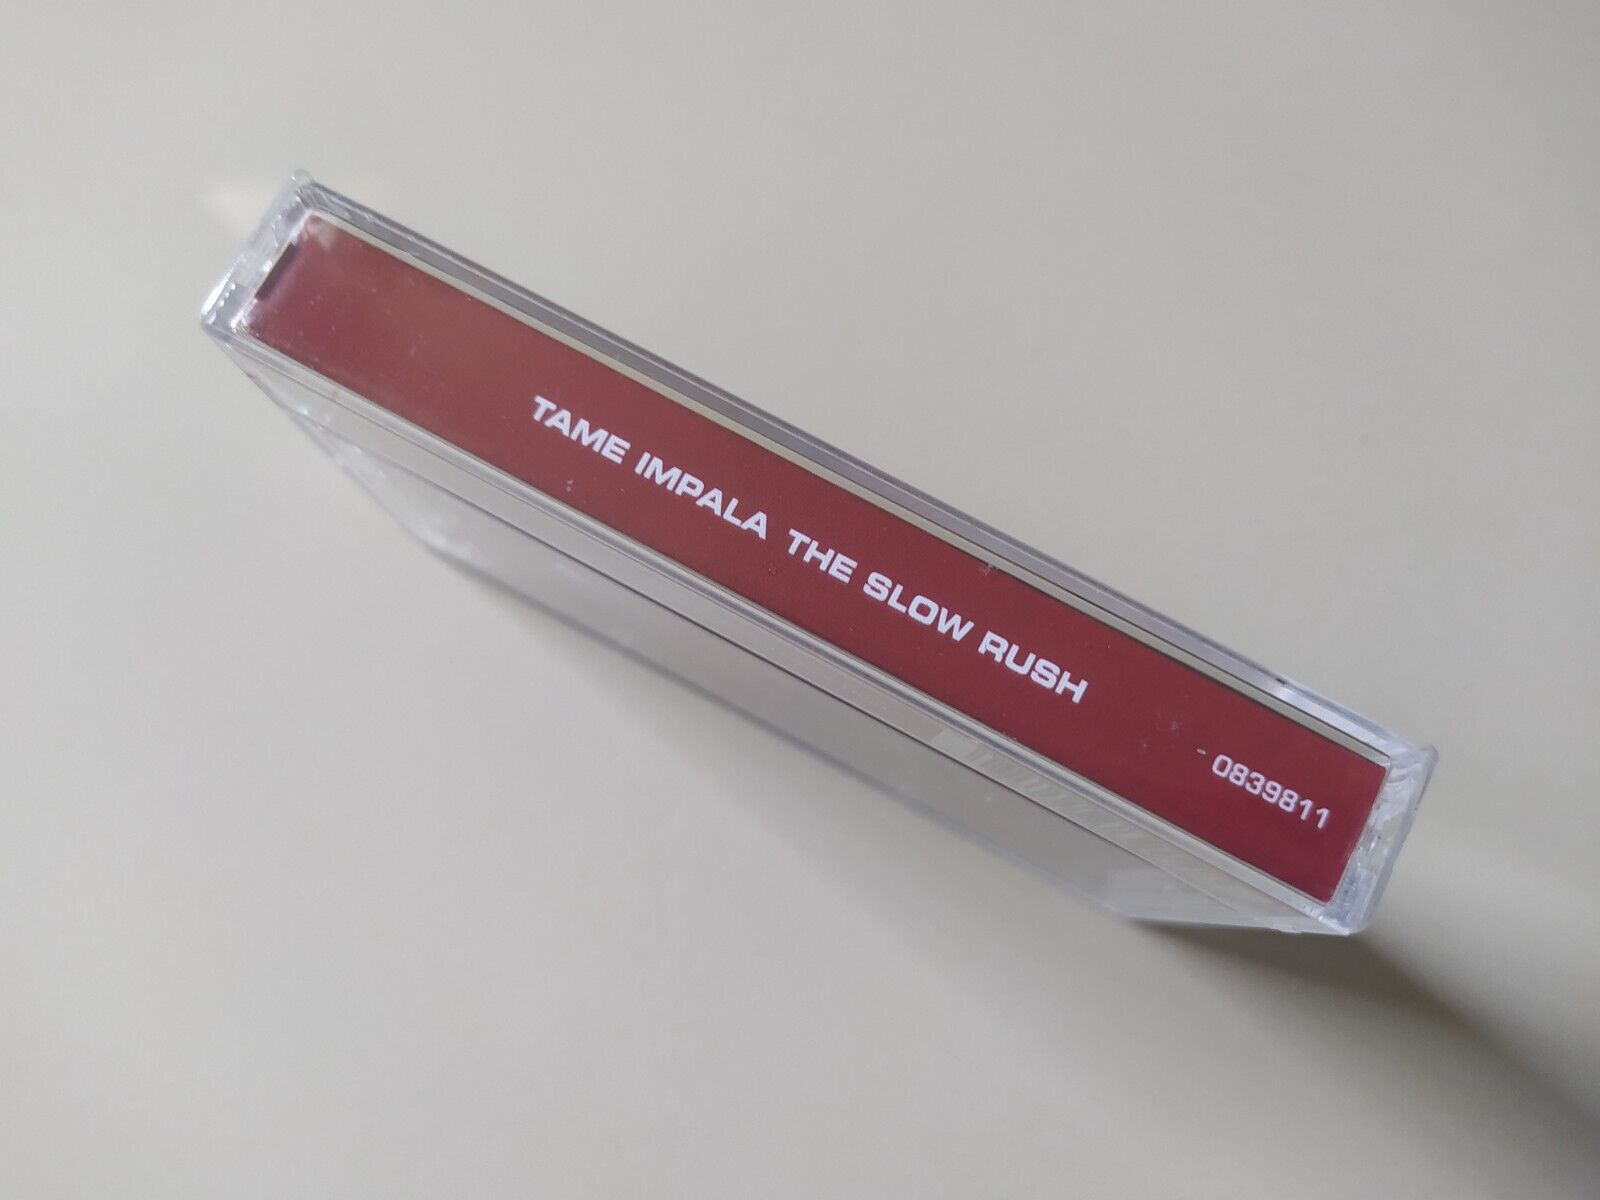 TAME IMPALA THE SLOW RUSH
0839811